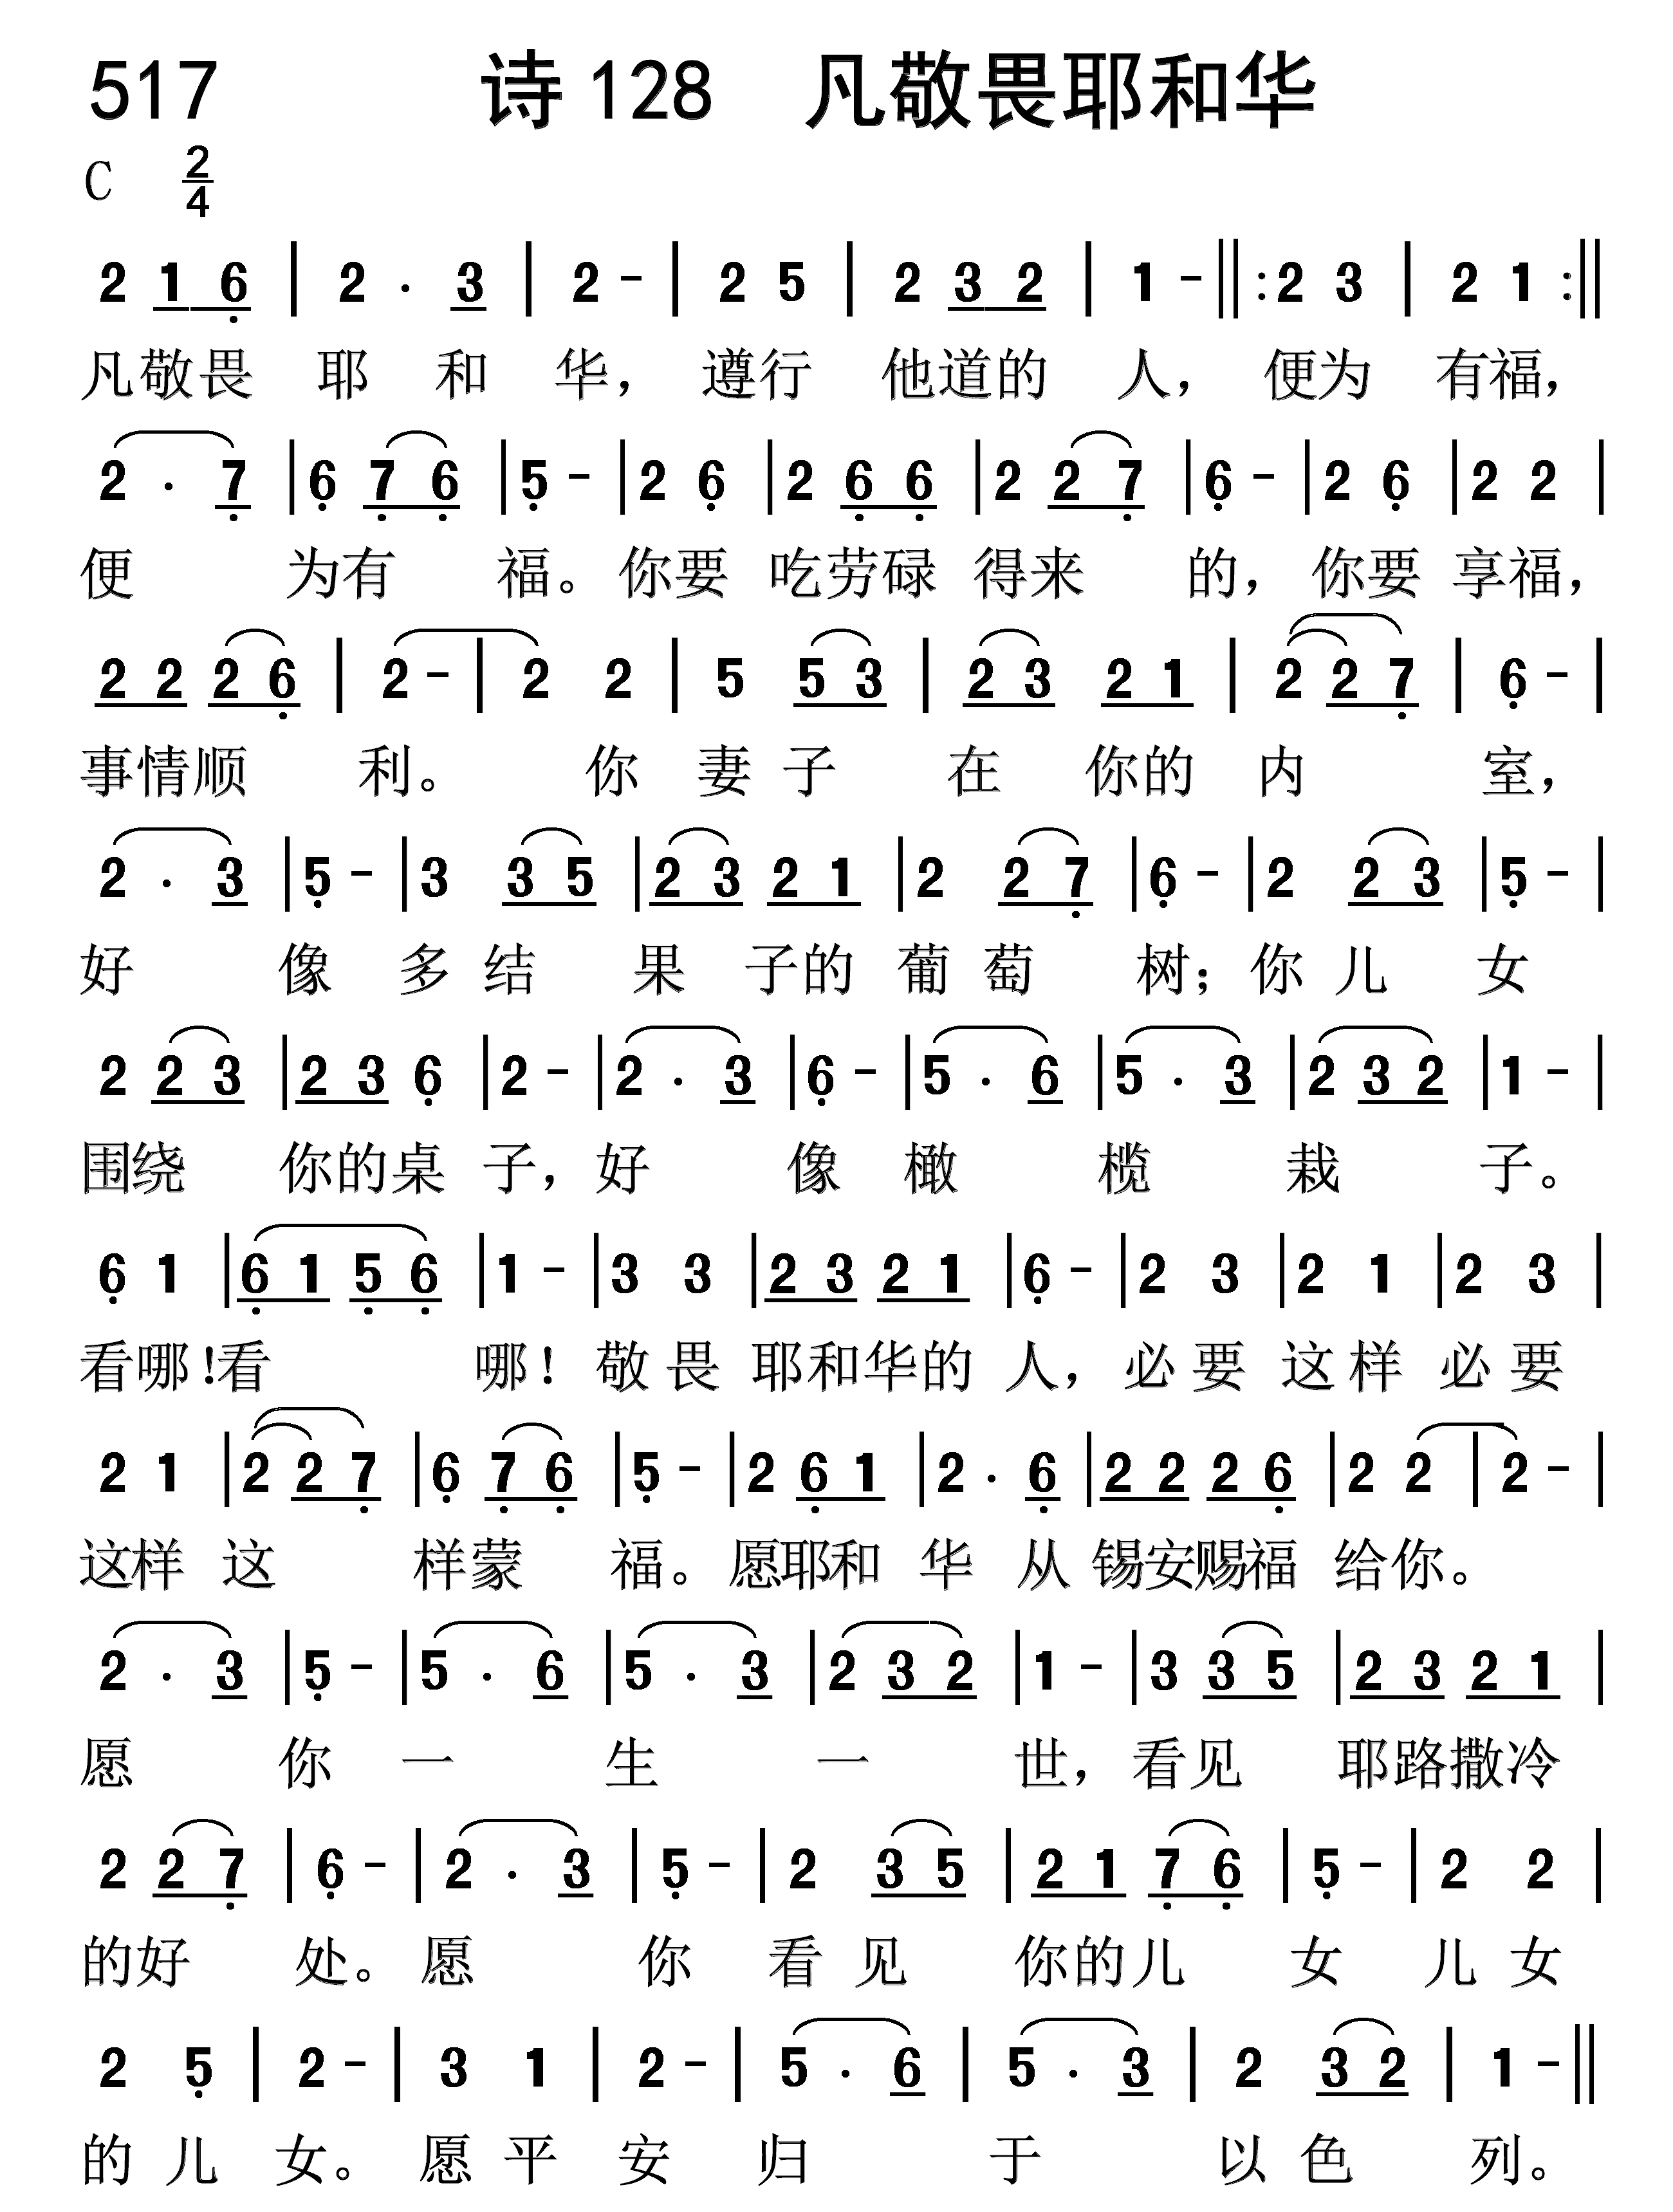 517 诗128 凡敬畏耶和华
C 2/4
2 1 6̣ | 2 · 3 | 2 - | 2 5 | 2 3 2 | 1 - ‖: 2 3 | 2 1 :‖
凡敬畏 耶 和 华， 遵行 他道的 人， 便为 有福，
2 · 7̣ | 6̣ 7̣ 6̣ | 5̣ - | 2 6̣ | 2 6̣ 6̣ | 2 2 7̣ | 6̣ - | 2 6̣ | 2 2 |
便 为有 福。 你要 吃劳碌 得来 的， 你要 享福，
2 2 2 6̣ | 2 - | 2 2 | 5 5 3 | 2 3 2 1 | 2 2 7̣ | 6̣ - |
事情顺 利。 你 妻 子 在 你的 内 室，
2 · 3 | 5̣ - | 3 3 5 | 2 3 2 1 | 2 2 7̣ | 6̣ - | 2 2 3 | 5̣ - |
好 像 多 结 果 子的 葡 萄 树； 你 儿 女
2 2 3 | 2 3 6̣ | 2 - | 2 · 3 | 6̣ - | 5 · 6 | 5 · 3 | 2 3 2 | 1 - |
围绕 你的桌 子， 好 像 橄 榄 栽 子。
6̣ 1 | 6̣ 1 5̣ 6̣ | 1 - | 3 3 | 2 3 2 1 | 6̣ - | 2 3 | 2 1 | 2 3 |
看哪！看 哪！ 敬 畏 耶和华的 人， 必 要 这 样 必 要
2 1 | 2 2 7̣ | 6̣ 7̣ 6̣ | 5̣ - | 2 6̣ 1 | 2 · 6̣ | 2 2 2 6̣ | 2 2 | 2 - |
这样 这 样蒙 福。 愿耶和 华 从 锡安赐福 给你。
2 · 3 | 5̣ - | 5 · 6 | 5 · 3 | 2 3 2 | 1 - | 3 3 5 | 2 3 2 1 |
愿 你 一 生 一 世， 看见 耶路撒冷
2 2 7̣ | 6̣ - | 2 · 3 | 5̣ - | 2 3 5 | 2 1 7̣ 6̣ | 5̣ - | 2 2 |
的好 处。 愿 你 看 见 你的儿 女 儿 女
2 5̣ | 2 - | 3 1 | 2 - | 5 · 6 | 5 · 3 | 2 3 2 | 1 - ‖
的 儿 女。 愿 平 安 归 于 以 色 列。